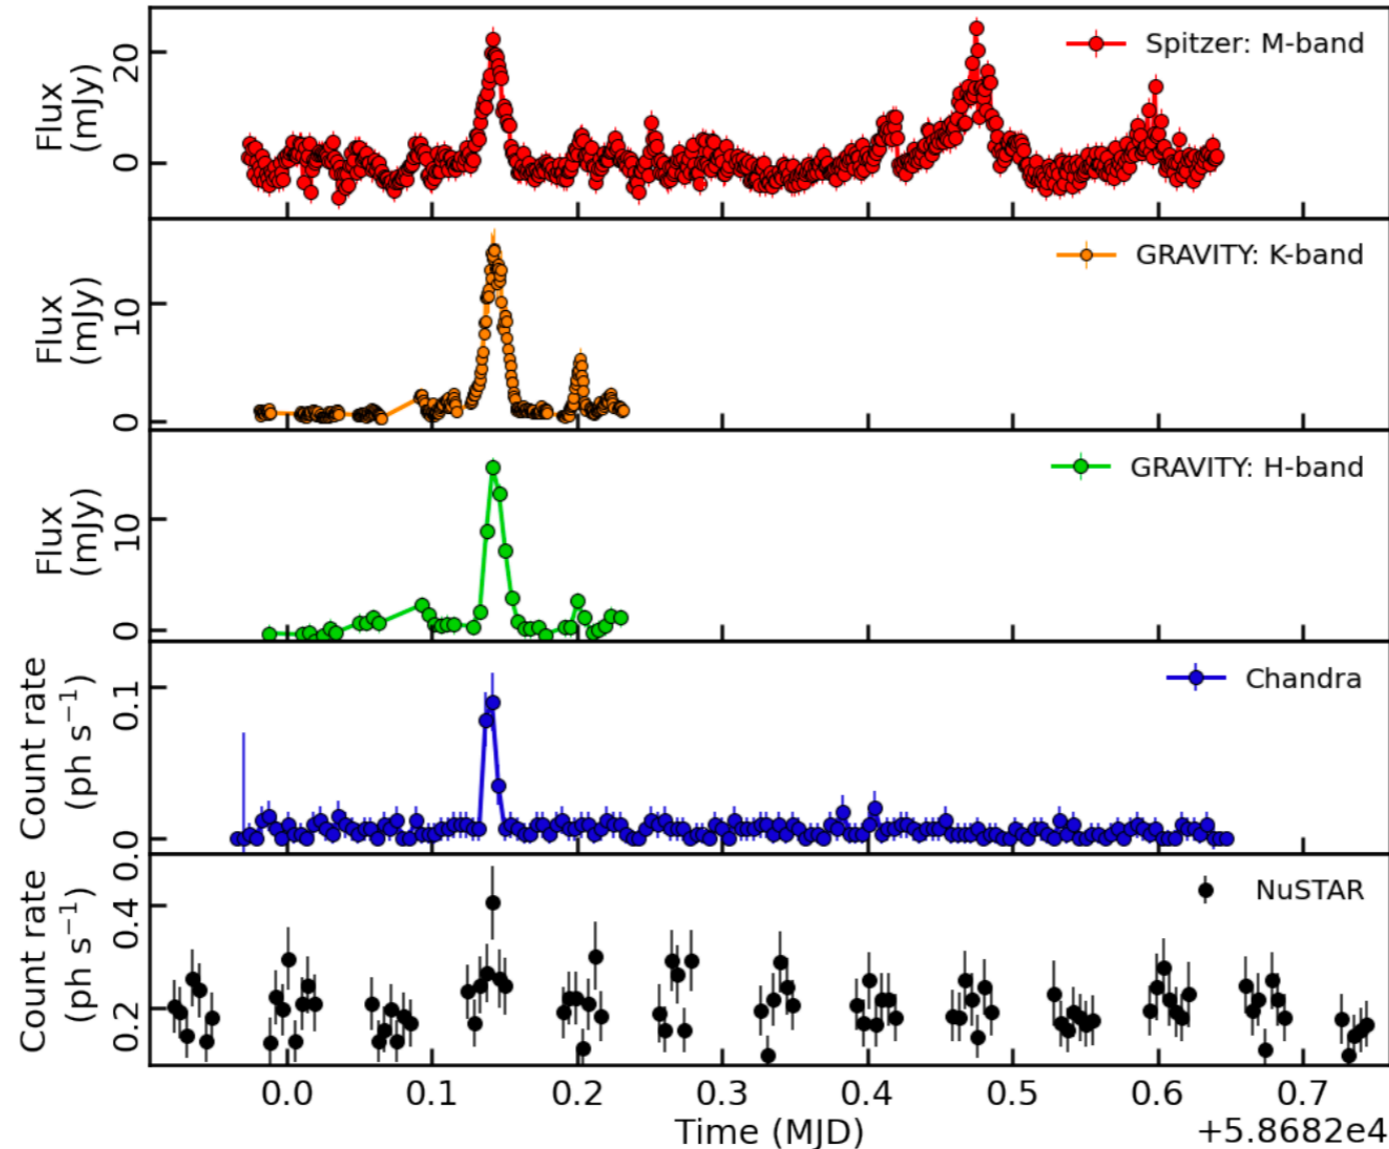 Flux
(mJy)
20
0
Spitzer: M-band
Flux
(mJy)
10
0
GRAVITY: K-band
Flux
(mJy)
10
0
GRAVITY: H-band
Count rate
(ph s⁻¹)
0.1
0.0
Chandra
Count rate
(ph s⁻¹)
0.4
0.2
NuSTAR
0.0 0.1 0.2 0.3 0.4 0.5 0.6 0.7
Time (MJD)
+5.8682e4